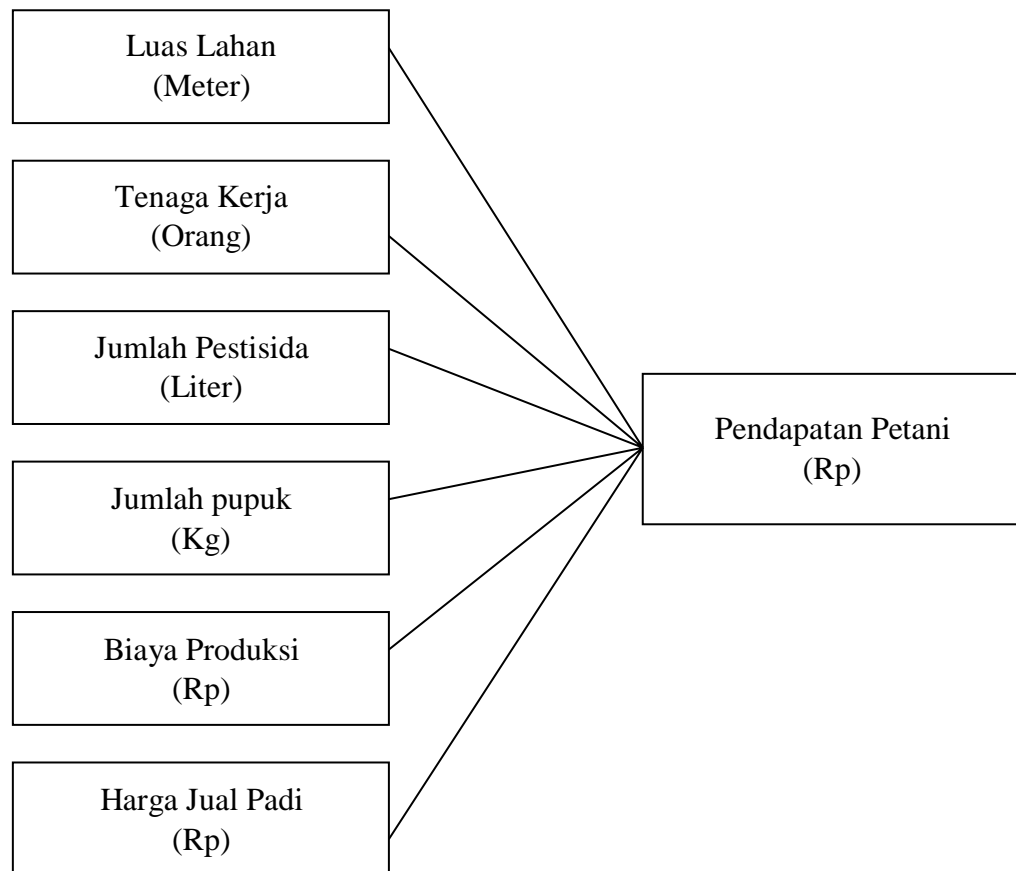 Luas Lahan
(Meter)
Tenaga Kerja
(Orang)
Jumlah Pestisida
(Liter)
Jumlah pupuk
(Kg)
Biaya Produksi
(Rp)
Harga Jual Padi
(Rp)
Pendapatan Petani
(Rp)